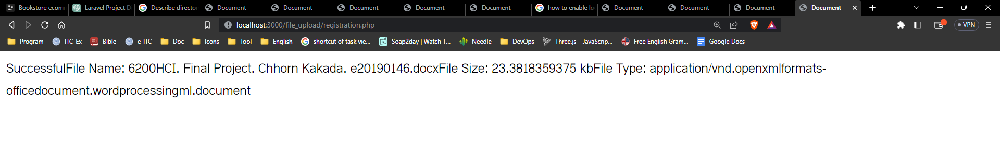 Bookstore ecom
Laravel Project D
Describe director
Document
Document
Document
Document
Document
how to enable lo
Document
Document
Document
Document
localhost:3000/file_upload/registration.php
VPN
Program
ITC-Ex
Bible
e-ITC
Doc
Icons
Tool
English
shortcut of task vie...
Soap2day | Watch T...
Needle
DevOps
Three.js – JavaScrip...
Free English Gram...
Google Docs
SuccessfulFile Name: 6200HCI. Final Project. Chhorn Kakada. e20190146.docxFile Size: 23.3818359375 kbFile Type: application/vnd.openxmlformats-
officedocument.wordprocessingml.document